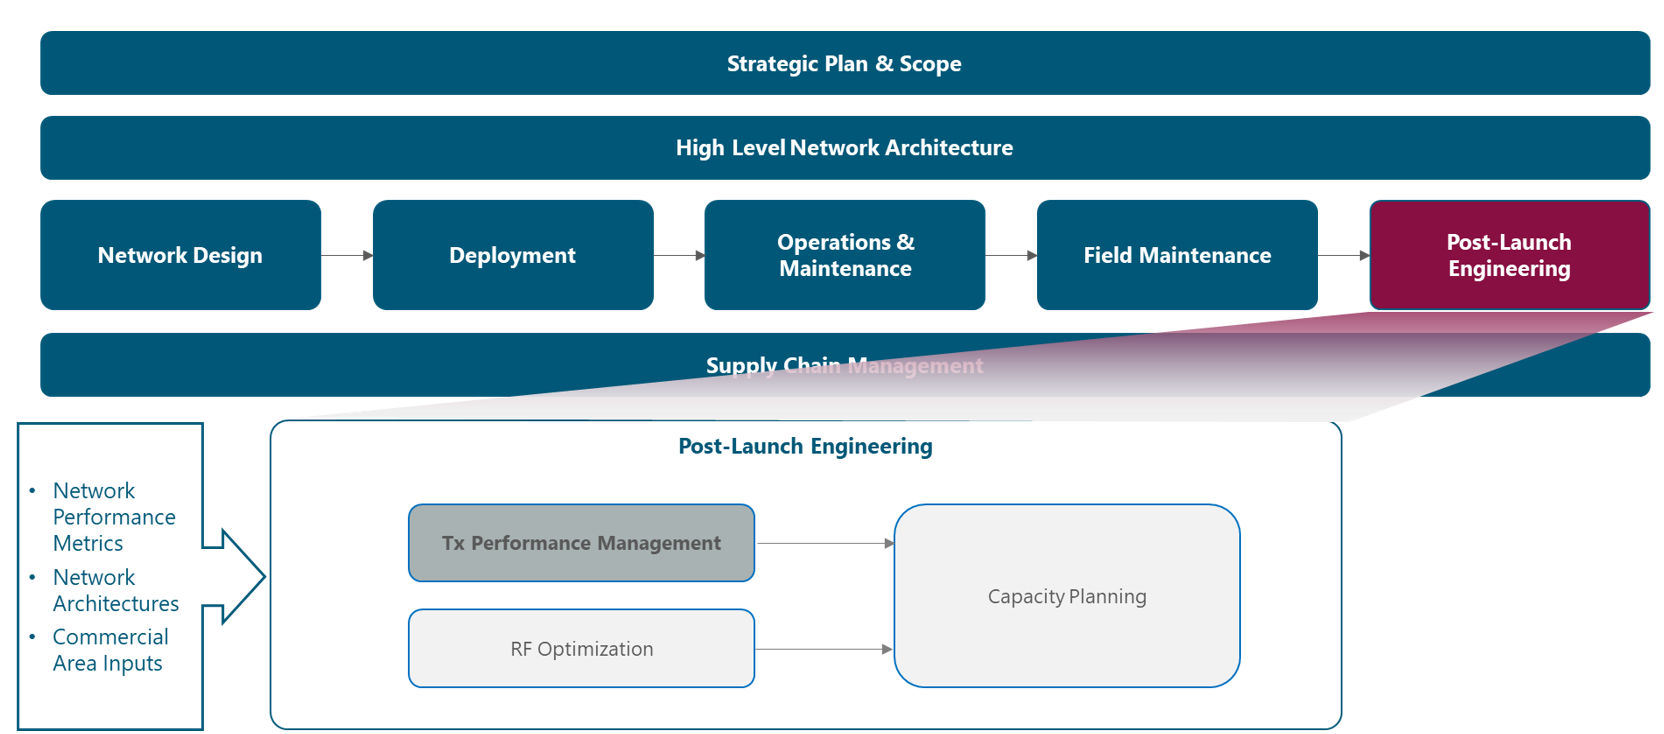 Strategic Plan & Scope
High Level Network Architecture
Network Design
Deployment
Operations &
Maintenance
Field Maintenance
Post-Launch
Engineering
Supply Chain Management
• Network
Performance
Metrics
• Network
Architectures
• Commercial
Area Inputs
Post-Launch Engineering
Tx Performance Management
RF Optimization
Capacity Planning